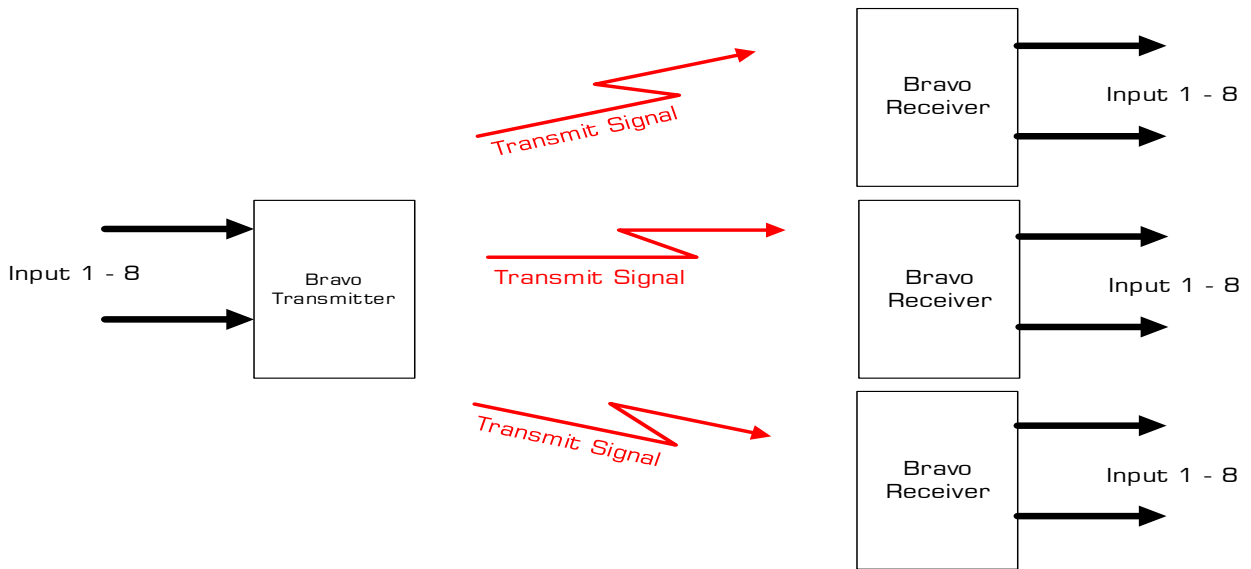 Bravo
Receiver
Input 1 - 8
Transmit Signal
Input 1 - 8
Bravo
Transmitter
Transmit Signal
Bravo
Receiver
Input 1 - 8
Transmit Signal
Bravo
Receiver
Input 1 - 8